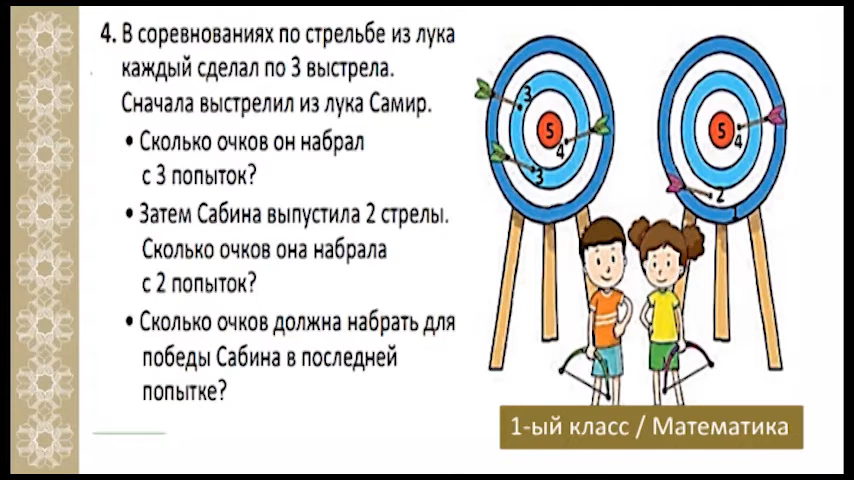 4. В соревнованиях по стрельбе из лука
каждый сделал по 3 выстрела.
Сначала выстрелил из лука Самир.
• Сколько очков он набрал
с 3 попыток?
• Затем Сабина выпустила 2 стрелы.
Сколько очков она набрала
с 2 попыток?
• Сколько очков должна набрать для
победы Сабина в последней
попытке?
3
5
4
3
5
4
2
1
1-ый класс / Математика